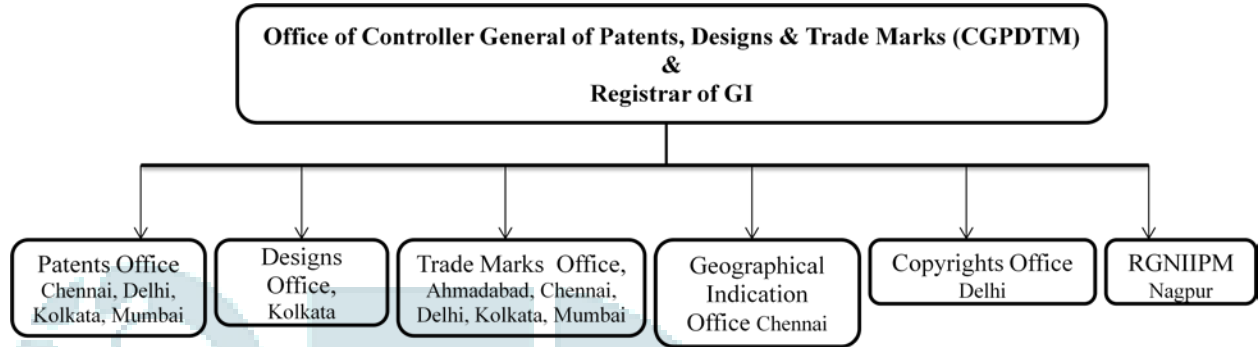 Office of Controller General of Patents, Designs & Trade Marks (CGPDTM)
&
Registrar of GI
Patents Office
Chennai, Delhi,
Kolkata, Mumbai
Designs
Office,
Kolkata
Trade Marks Office,
Ahmadabad, Chennai,
Delhi, Kolkata, Mumbai
Geographical
Indication
Office Chennai
Copyrights Office
Delhi
RGNIIPM
Nagpur